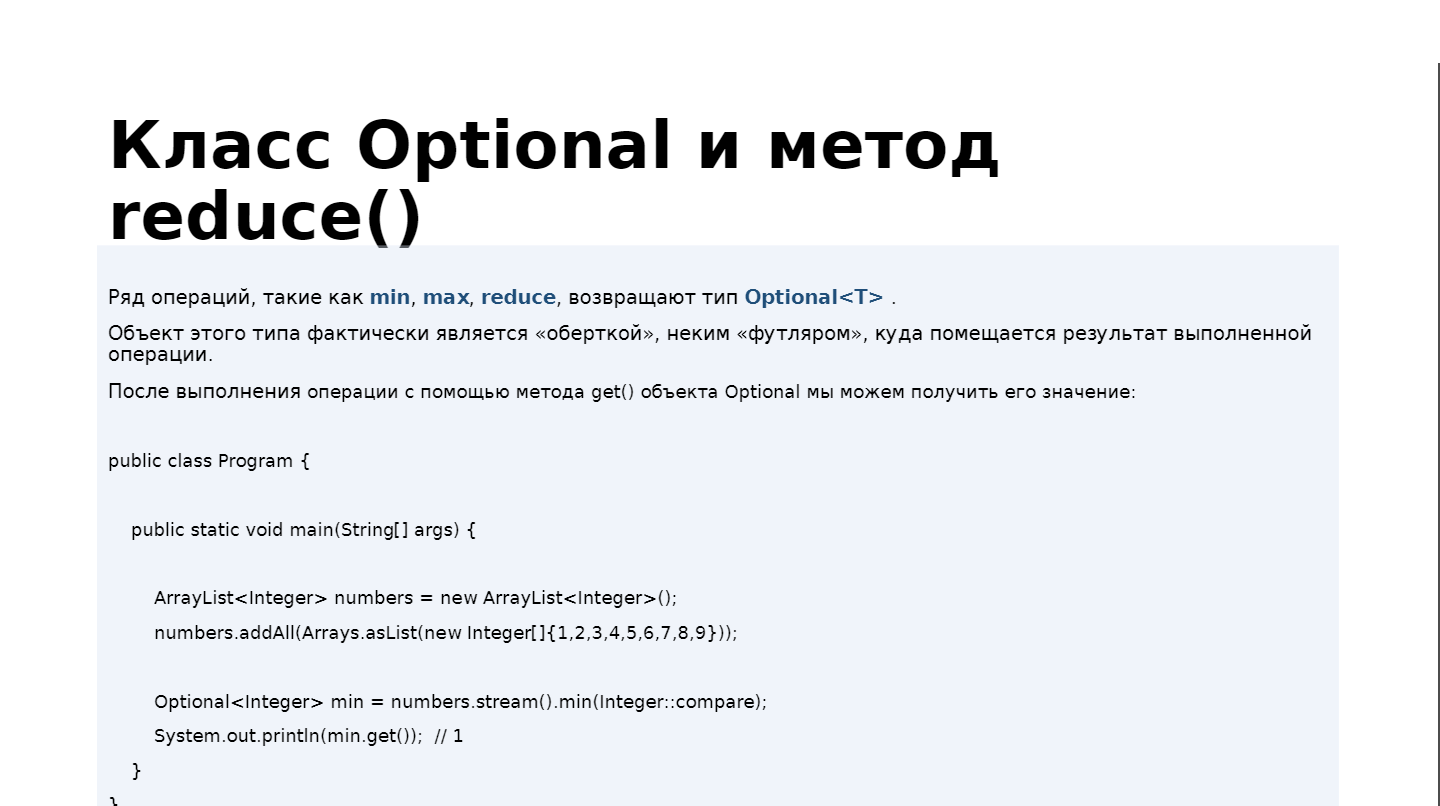 Класс Optional и метод
reduce()
Ряд операций, такие как min, max, reduce, возвращают тип Optional<T> .
Объект этого типа фактически является «оберткой», неким «футляром», куда помещается результат выполненной
операции.
После выполнения операции с помощью метода get() объекта Optional мы можем получить его значение:
public class Program {
public static void main(String[] args) {
ArrayList<Integer> numbers = new ArrayList<Integer>();
numbers.addAll(Arrays.asList(new Integer[]{1,2,3,4,5,6,7,8,9}));
Optional<Integer> min = numbers.stream().min(Integer::compare);
System.out.println(min.get());  // 1
}
}